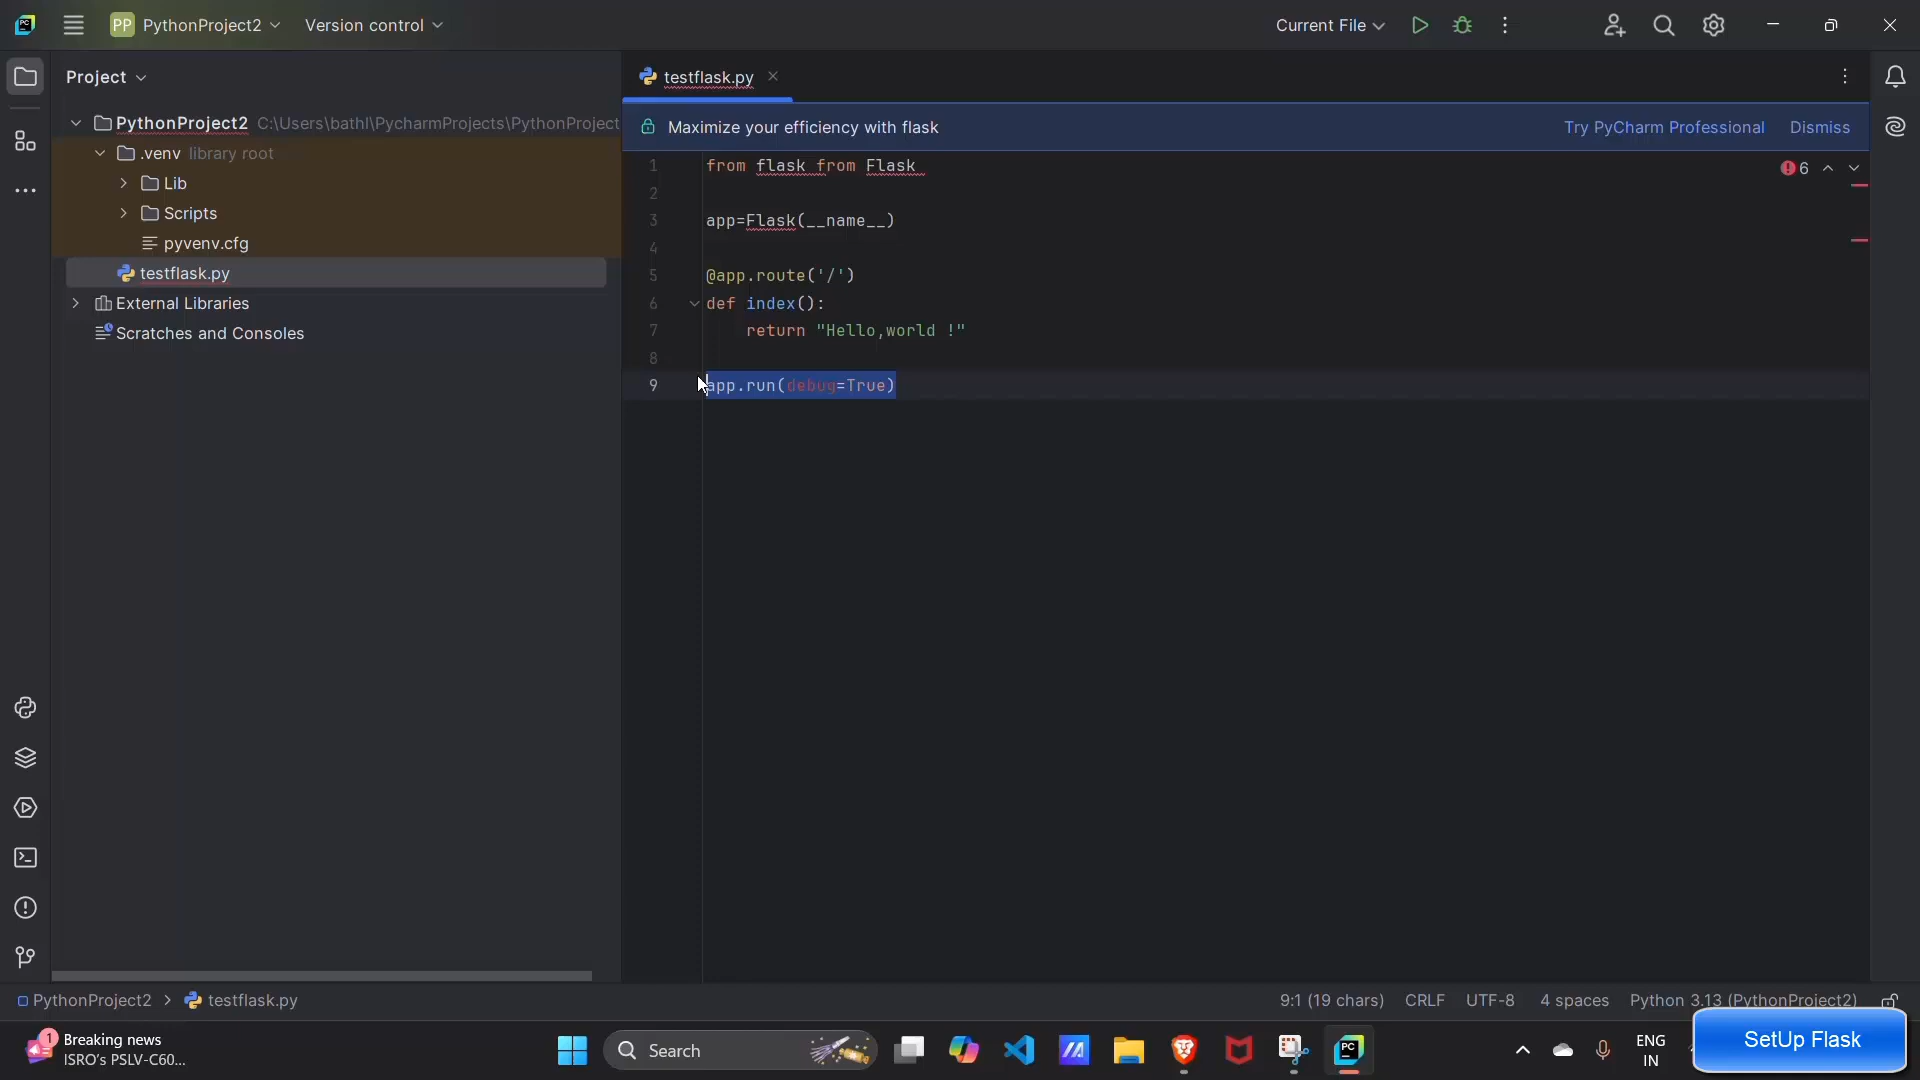 PC
PP PythonProject2
Version control
Current File
Project
testflask.py
PythonProject2 C:\Users\bathl\PycharmProjects\PythonProject
.venv library root
Lib
Scripts
pyvenv.cfg
testflask.py
External Libraries
Scratches and Consoles
Maximize your efficiency with flask
Try PyCharm Professional
Dismiss
6
1 from flask from Flask
2
3 app=Flask(__name__)
4
5 @app.route('/')
6 def index():
7 return "Hello,world !"
8
9 app.run(debug=True)
PythonProject2 > testflask.py
9:1 (19 chars)
CRLF
UTF-8
4 spaces
Python 3.13 (PythonProject2)
1
Breaking news
ISRO's PSLV-C60...
Search
PC
ENG
IN
SetUp Flask